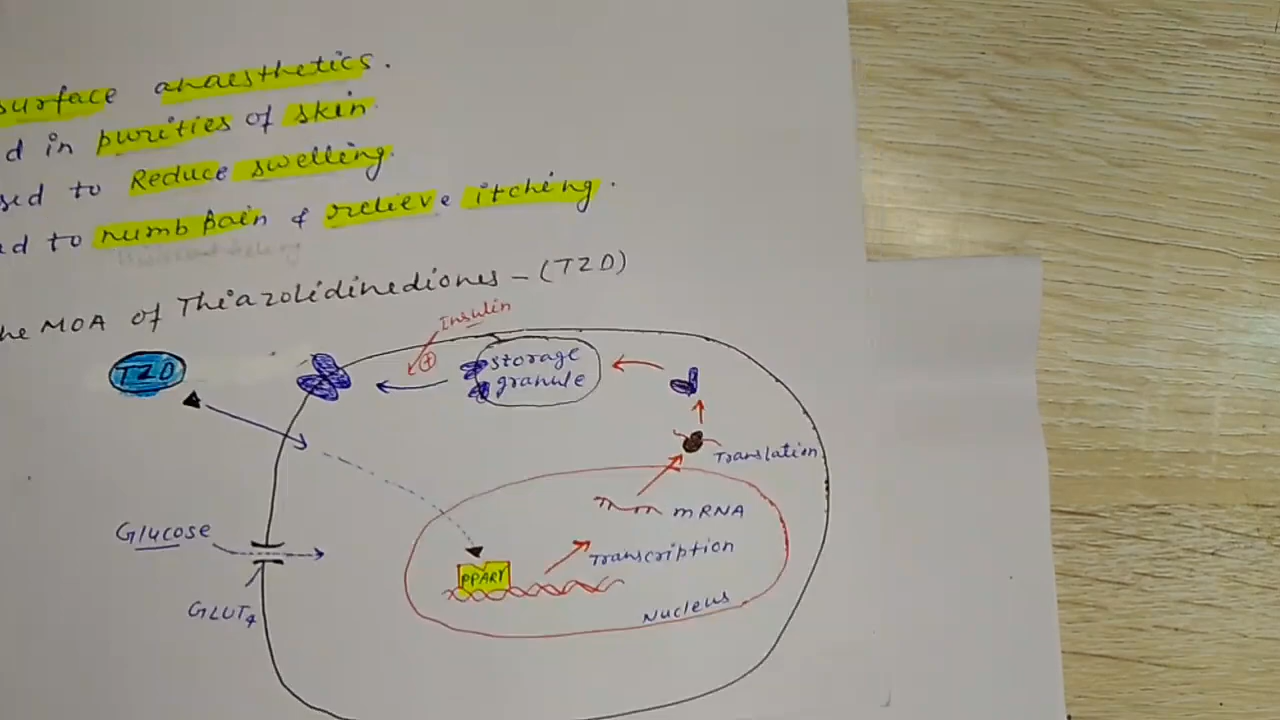 surface anaesthetics.
d in purities of skin
sed to Reduce swelling.
ed to numb pain & relieve itching.
he MOA of Thiazolidinediones - (TZD)
Insulin
TZD
+
storage
granule
Translation
mRNA
Glucose
Transcription
PPARγ
GLUT4
Nucleus